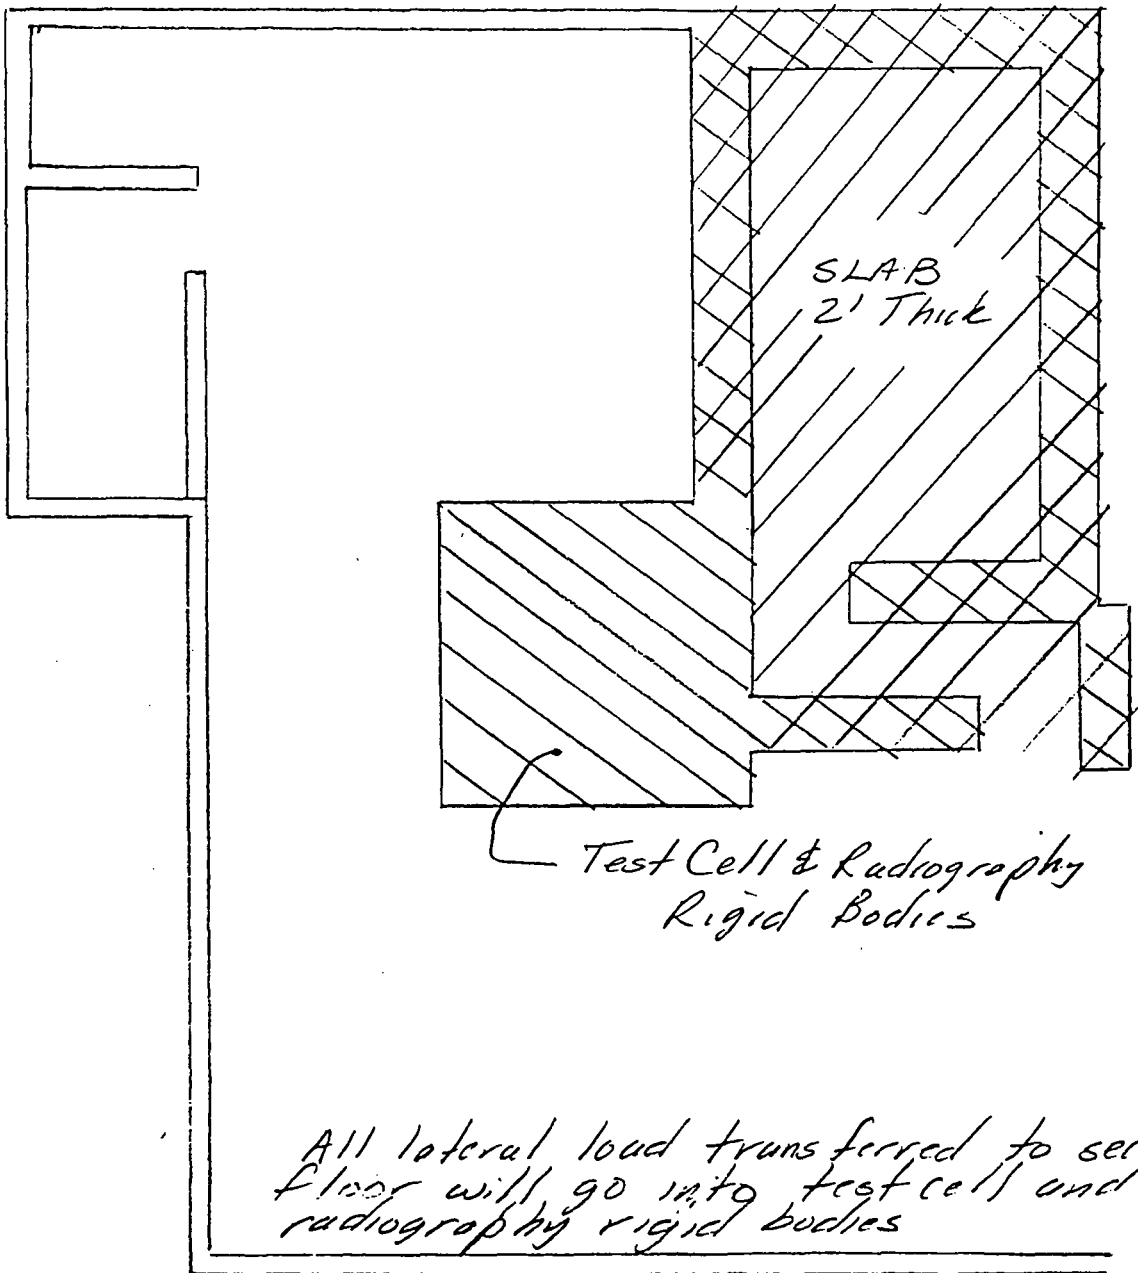 SLAB
2' Thick
Test Cell & Radiography
Rigid Bodies
All lateral load transferred to
floor will go into test cell and
radiography rigid bodies